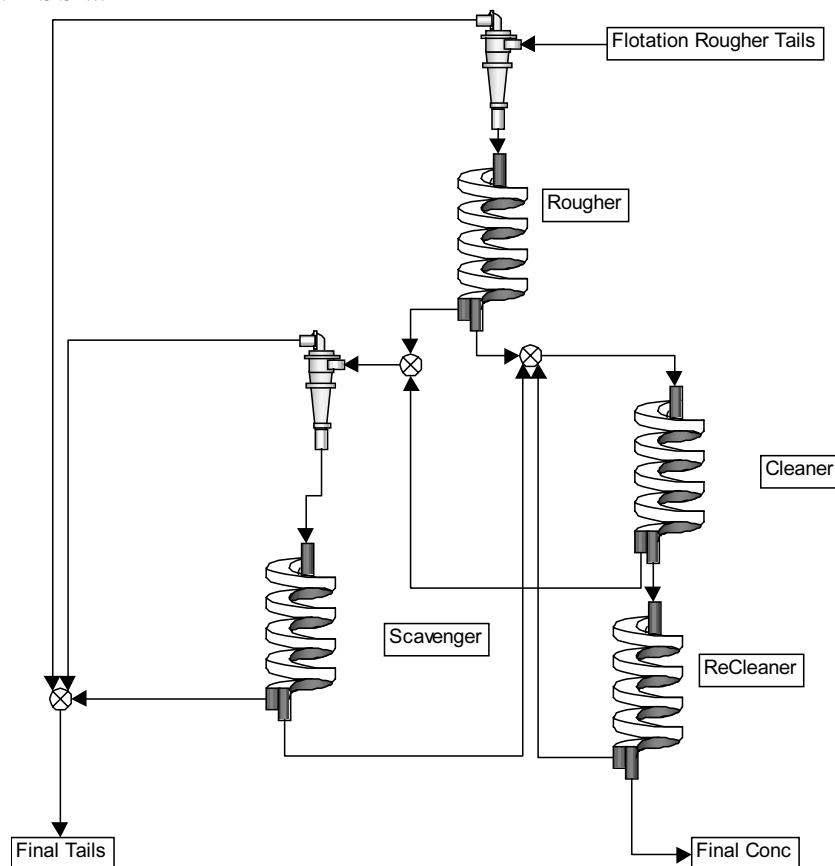 Flotation Rougher Tails
Rougher
Cleaner
Scavenger
ReCleaner
Final Tails
Final Conc